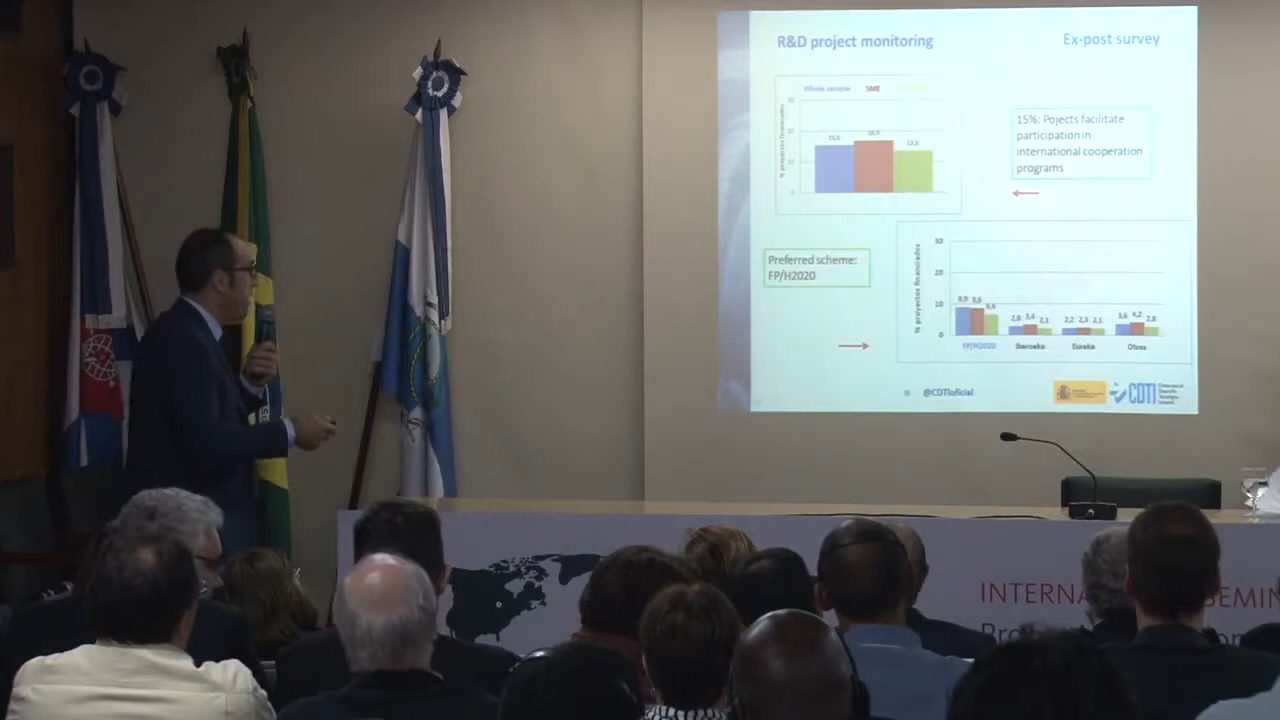 R&D project monitoring
Ex-post survey
Whole sample
SME
% proyectos financiados
16,9
13,5
15%: Pojects facilitate
participation in
international cooperation
programs
Preferred scheme:
FP/H2020
% proyectos financiados
30
20
10
0
8,9 8,6 6,6
2,8 3,6 2,1
2,2 2,3 2,1
3,6 4,2 2,8
FP/H2020
Iberoeka
Eureka
Otros
@CDTIoficial
CDTI
INTERNA
SEMIN